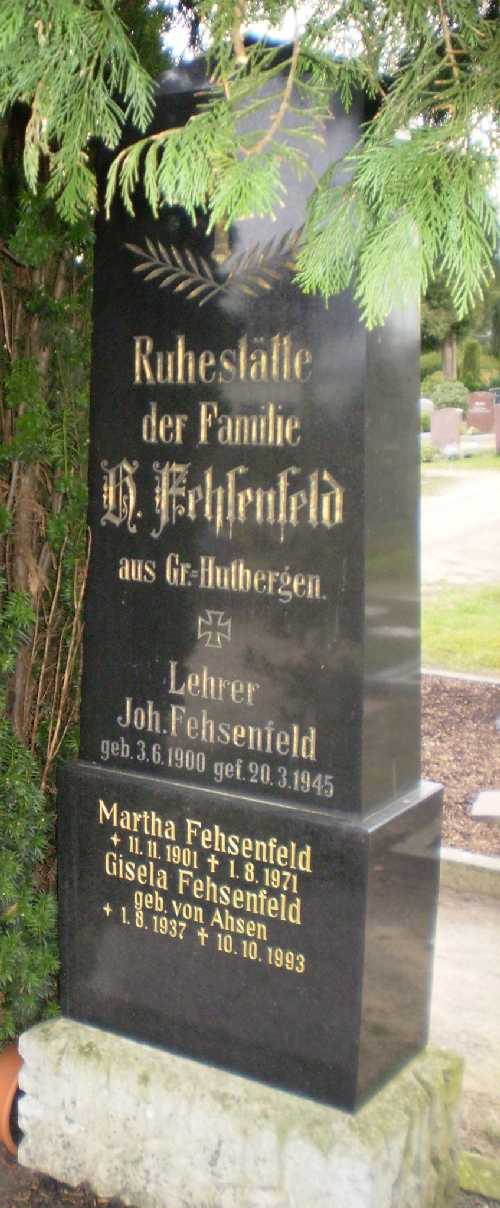 Ruhestätte
der Familie
H. Fehsenfeld
aus Gr.=Hutbergen.
Lehrer
Joh. Fehsenfeld
geb. 3.6.1900 gef. 20.3.1945
Martha Fehsenfeld
+ 11.11.1901 † 1.8.1971
Gisela Fehsenfeld
geb. von Ahsen
+ 1.8.1937 † 10.10.1993